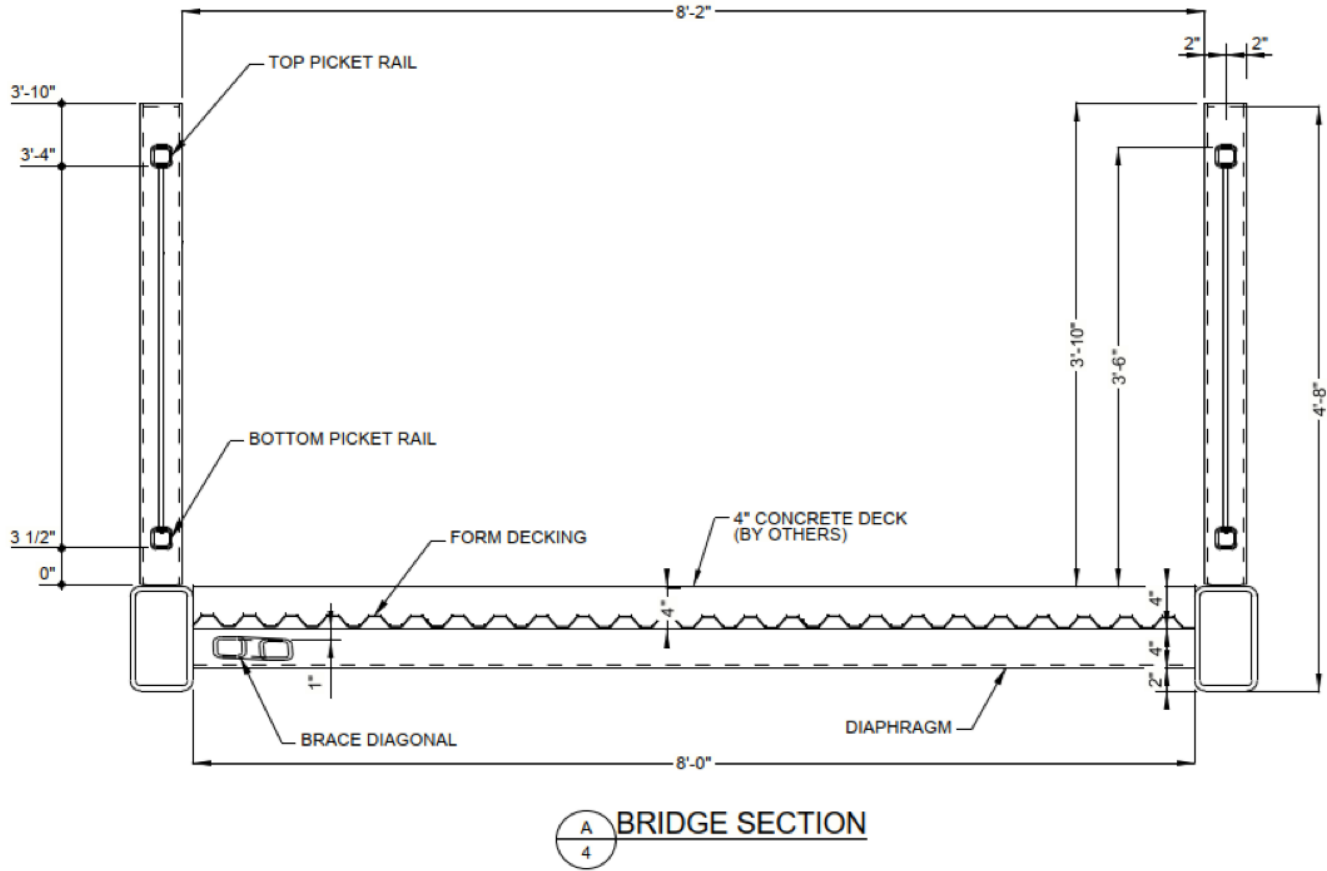 8'-2"
2"
2"
TOP PICKET RAIL
3'-10"
3'-4"
3'-10"
3'-6"
4'-8"
BOTTOM PICKET RAIL
3 1/2"
FORM DECKING
4" CONCRETE DECK
(BY OTHERS)
0"
4"
4"
4"
2"
1"
BRACE DIAGONAL
DIAPHRAGM
8'-0"
A
4
BRIDGE SECTION